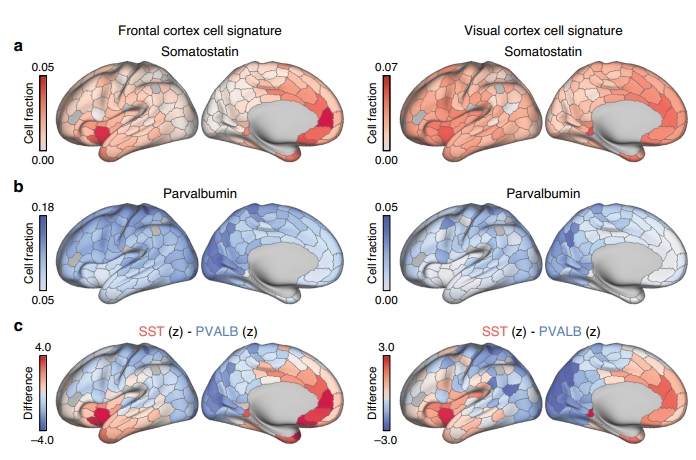 Frontal cortex cell signature
Visual cortex cell signature
a
Somatostatin
Somatostatin
0.05
Cell fraction
0.00
0.07
Cell fraction
0.00
b
Parvalbumin
Parvalbumin
0.18
Cell fraction
0.05
0.05
Cell fraction
0.00
c
SST (z) - PVALB (z)
SST (z) - PVALB (z)
4.0
Difference
−4.0
3.0
Difference
−3.0